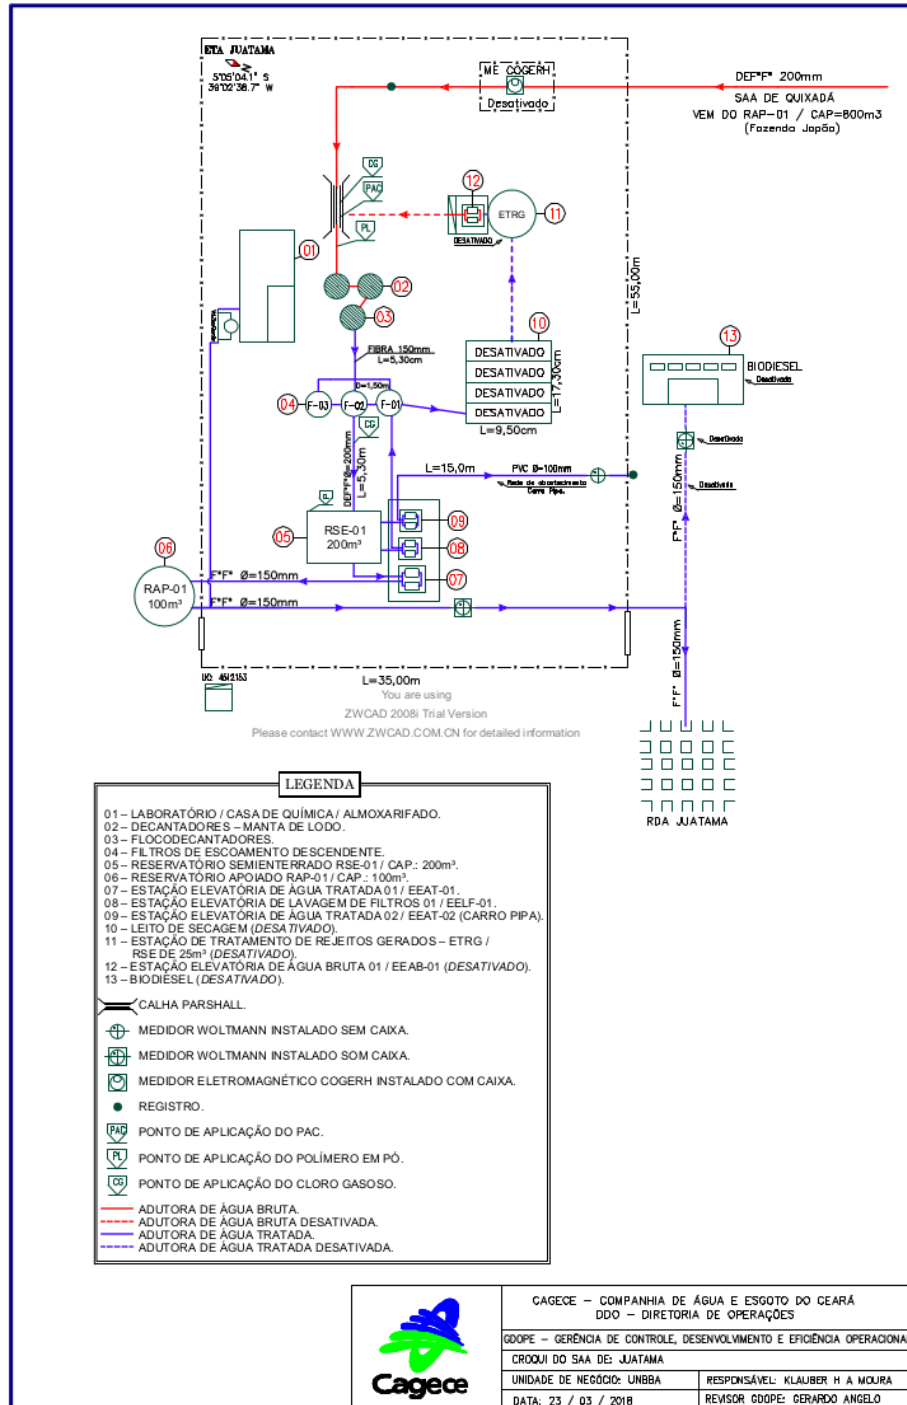 ETA JUATAMA
N
5°05'04.1" S
39°02'38.7" W
ME COGERH
Desativado
DEFºFº 200mm
SAA DE QUIXADÁ
VEM DO RAP-01 / CAP=800m3
(Fazenda Japão)
CG
PAC
PL
12
ETRG
11
DESATIVADO
01
02
03
L=55,00m
FIBRA 150mm
L=5,30cm
10
DESATIVADO
DESATIVADO
DESATIVADO
DESATIVADO
L=17,30cm
L=9,50cm
13
BIODIESEL
Desativado
D=1,50m
04
F-03
F-02
F-01
CG
DEFºFº Ø=200mm
L=5,30m
Desativado
Desativado
FºFº Ø=150mm
L=15,0m
PVC Ø=100mm
Rede de abastecimento
Carro Pipa.
P
05
RSE-01
200m³
09
08
07
06
RAP-01
100m³
FºFº Ø=150mm
FºFº Ø=150mm
FºFº Ø=150mm
L=35,00m
You are using
ZWCAD 2008i Trial Version
Please contact WWW.ZWCAD.COM.CN for detailed information
RDA JUATAMA
LEGENDA
01 – LABORATÓRIO / CASA DE QUÍMICA / ALMOXARIFADO.
02 – DECANTADORES – MANTA DE LODO.
03 – FLOCODECANTADORES.
04 – FILTROS DE ESCOAMENTO DESCENDENTE.
05 – RESERVATÓRIO SEMIENTERRADO RSE-01 / CAP.: 200m³.
06 – RESERVATÓRIO APOIADO RAP-01 / CAP.: 100m³.
07 – ESTAÇÃO ELEVATÓRIA DE ÁGUA TRATADA 01 / EEAT-01.
08 – ESTAÇÃO ELEVATÓRIA DE LAVAGEM DE FILTROS 01 / EELF-01.
09 – ESTAÇÃO ELEVATÓRIA DE ÁGUA TRATADA 02 / EEAT-02 (CARRO PIPA).
10 – LEITO DE SECAGEM (DESATIVADO).
11 – ESTAÇÃO DE TRATAMENTO DE REJEITOS GERADOS – ETRG /
RSE DE 25m³ (DESATIVADO).
12 – ESTAÇÃO ELEVATÓRIA DE ÁGUA BRUTA 01 / EEAB-01 (DESATIVADO).
13 – BIODIESEL (DESATIVADO).
CALHA PARSHALL.
MEDIDOR WOLTMANN INSTALADO SEM CAIXA.
MEDIDOR WOLTMANN INSTALADO SOM CAIXA.
MEDIDOR ELETROMAGNÉTICO COGERH INSTALADO COM CAIXA.
REGISTRO.
PAC PONTO DE APLICAÇÃO DO PAC.
PL PONTO DE APLICAÇÃO DO POLÍMERO EM PÓ.
CG PONTO DE APLICAÇÃO DO CLORO GASOSO.
ADUTORA DE ÁGUA BRUTA.
ADUTORA DE ÁGUA BRUTA DESATIVADA.
ADUTORA DE ÁGUA TRATADA.
ADUTORA DE ÁGUA TRATADA DESATIVADA.
Cagece
CAGECE – COMPANHIA DE ÁGUA E ESGOTO DO CEARÁ
DDO – DIRETORIA DE OPERAÇÕES
GDOPE – GERÊNCIA DE CONTROLE, DESENVOLVIMENTO E EFICIÊNCIA OPERACIONAL
CROQUI DO SAA DE: JUATAMA
UNIDADE DE NEGÓCIO: UNBBA
RESPONSÁVEL: KLAUBER H A MOURA
DATA: 23 / 03 / 2018
REVISOR GDOPE: GERARDO ANGELO